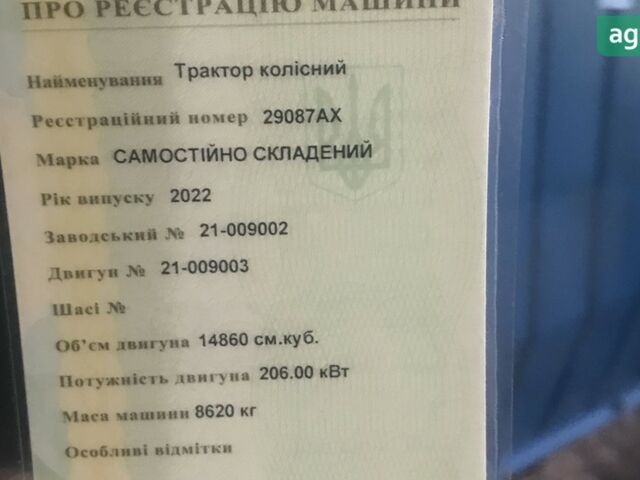 ПРО РЕЄСТРАЦІЮ МАШИНИ
ag
Найменування Трактор колісний
Реєстраційний номер 29087АХ
Марка САМОСТІЙНО СКЛАДЕНИЙ
Рік випуску 2022
Заводський № 21-009002
Двигун № 21-009003
Шасі №
Об'єм двигуна 14860 см.куб.
Потужність двигуна 206.00 кВт
Маса машини 8620 кг
Особливі відмітки